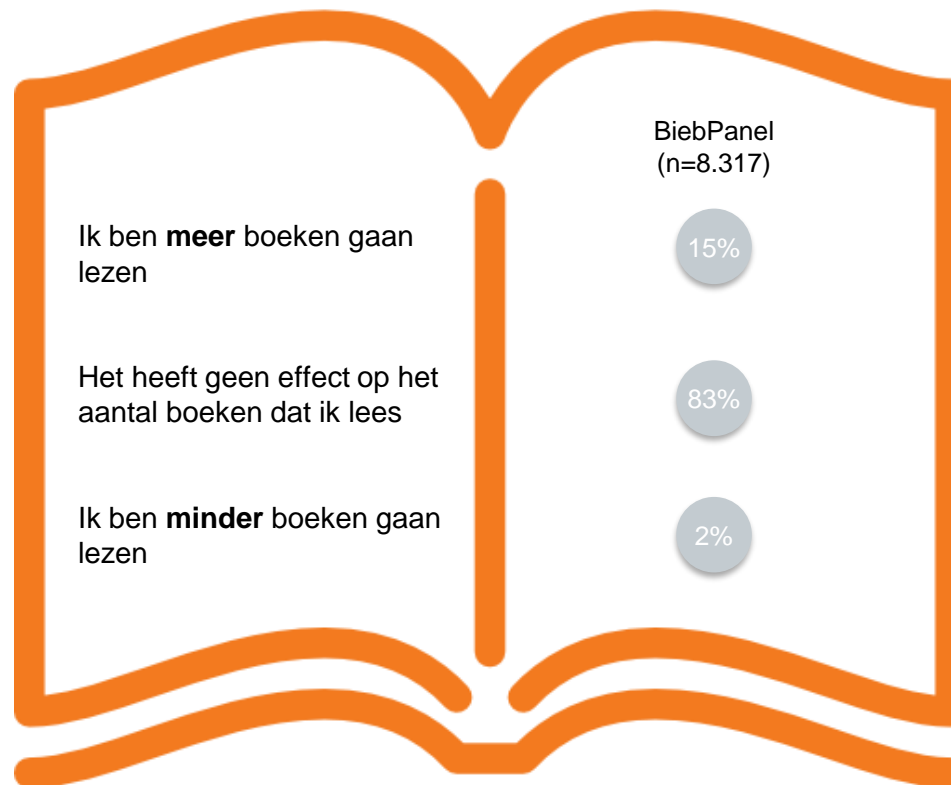 BiebPanel
(n=8.317)
Ik ben meer boeken gaan
lezen
15%
Het heeft geen effect op het
aantal boeken dat ik lees
83%
Ik ben minder boeken gaan
lezen
2%